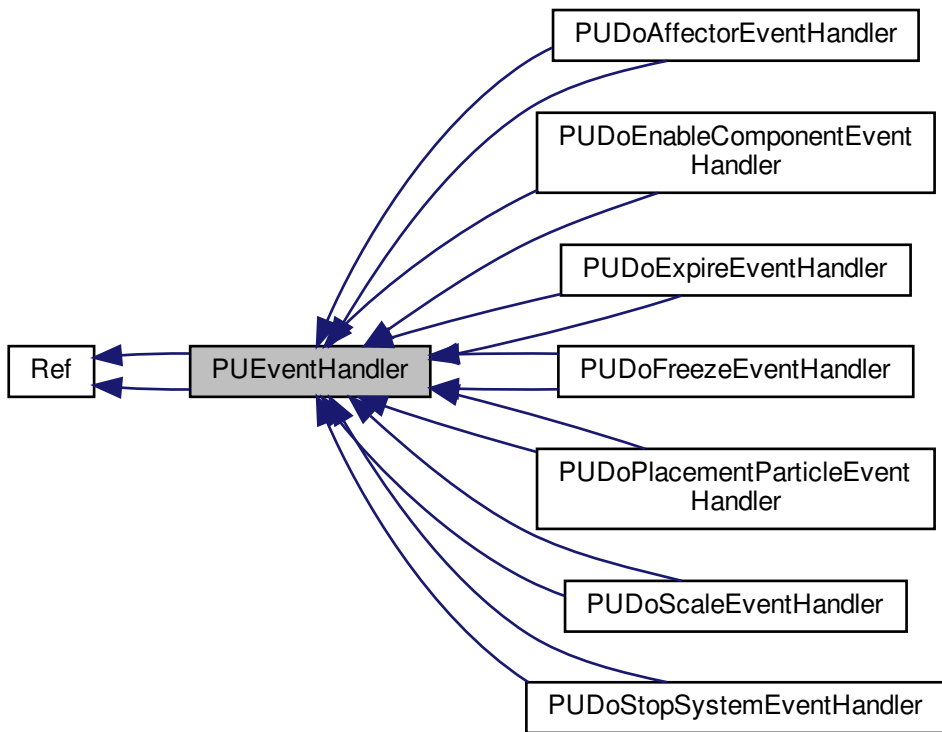 PUDoAffectorEventHandler
PUDoEnableComponentEvent
Handler
PUDoExpireEventHandler
Ref
PUEventHandler
PUDoFreezeEventHandler
PUDoPlacementParticleEvent
Handler
PUDoScaleEventHandler
PUDoStopSystemEventHandler